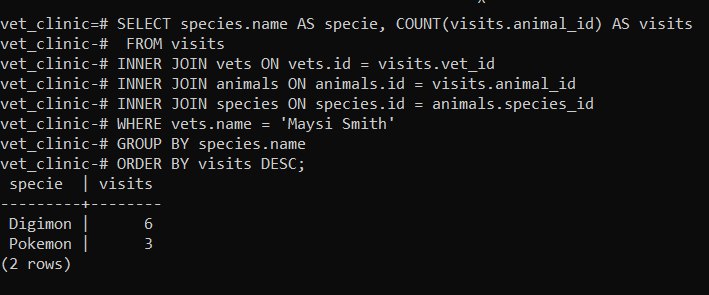 vet_clinic=# SELECT species.name AS specie, COUNT(visits.animal_id) AS visits
vet_clinic-#  FROM visits
vet_clinic-# INNER JOIN vets ON vets.id = visits.vet_id
vet_clinic-# INNER JOIN animals ON animals.id = visits.animal_id
vet_clinic-# INNER JOIN species ON species.id = animals.species_id
vet_clinic-# WHERE vets.name = 'Maysi Smith'
vet_clinic-# GROUP BY species.name
vet_clinic-# ORDER BY visits DESC;
 specie  | visits
---------+--------
 Digimon |      6
 Pokemon |      3
(2 rows)